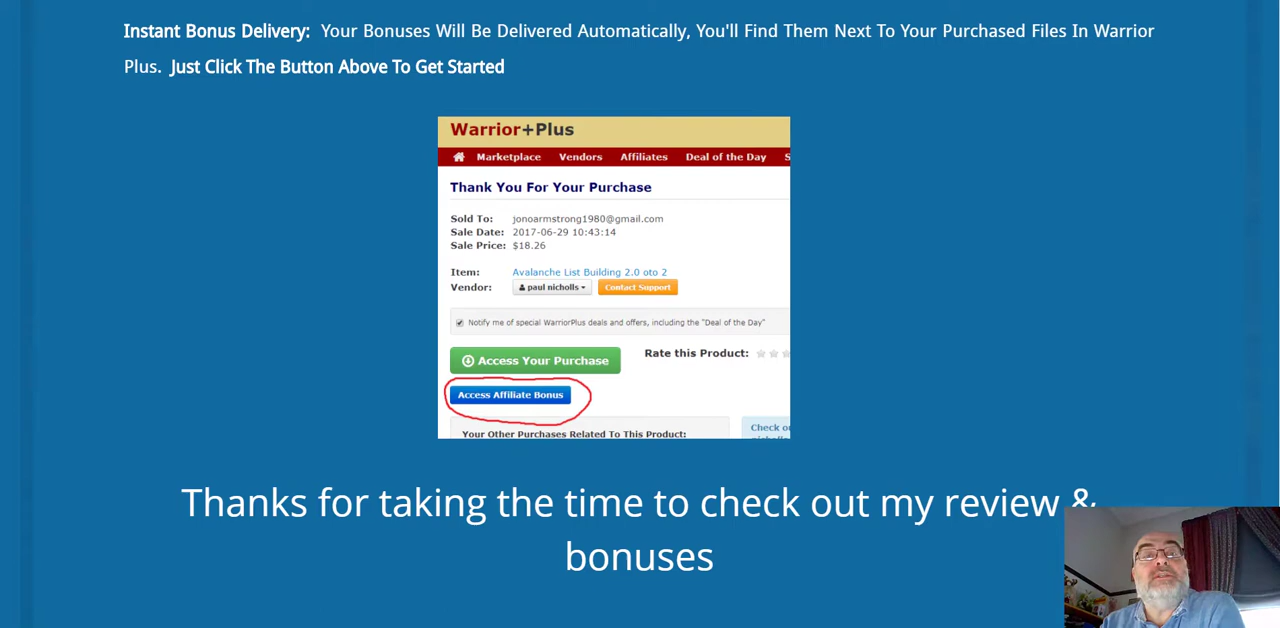 Instant Bonus Delivery: Your Bonuses Will Be Delivered Automatically, You'll Find Them Next To Your Purchased Files In Warrior
Plus. Just Click The Button Above To Get Started
Warrior+Plus
Marketplace Vendors Affiliates Deal of the Day S
Thank You For Your Purchase
Sold To: jonoarmstrong1980@gmail.com
Sale Date: 2017-06-29 10:43:14
Sale Price: $18.26
Item: Avalanche List Building 2.0 oto 2
Vendor: paul nicholls Contact Support
Notify me of special WarriorPlus deals and offers, including the "Deal of the Day"
Access Your Purchase Rate this Product:
Access Affiliate Bonus
Your Other Purchases Related To This Product:
Check ou
Thanks for taking the time to check out my review &
bonuses